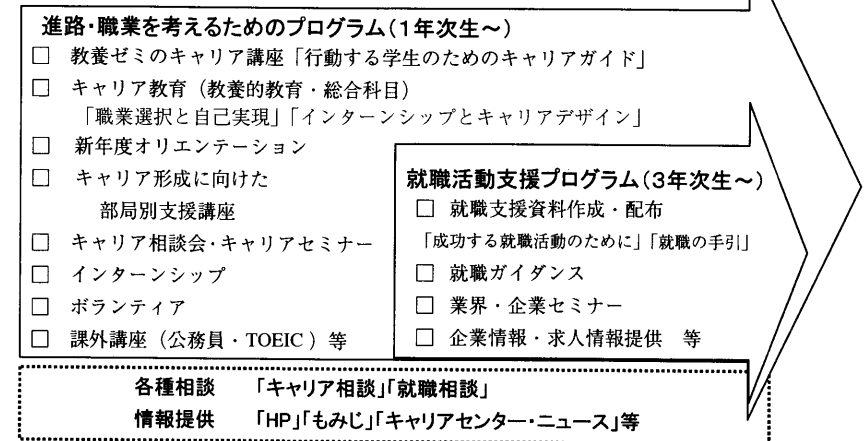 進路・職業を考えるためのプログラム(1年次生~)
□ 教養ゼミのキャリア講座「行動する学生のためのキャリアガイド」
□ キャリア教育（教養的教育・総合科目）
「職業選択と自己実現」「インターンシップとキャリアデザイン」
□ 新年度オリエンテーション
□ キャリア形成に向けた
部局別支援講座
□ キャリア相談会・キャリアセミナー
□ インターンシップ
□ ボランティア
□ 課外講座（公務員・TOEIC）等
就職活動支援プログラム(3年次生~)
□ 就職支援資料作成・配布
「成功する就職活動のために」「就職の手引」
□ 就職ガイダンス
□ 業界・企業セミナー
□ 企業情報・求人情報提供 等
各種相談 「キャリア相談」「就職相談」
情報提供 「HP」「もみじ」「キャリアセンター・ニュース」等